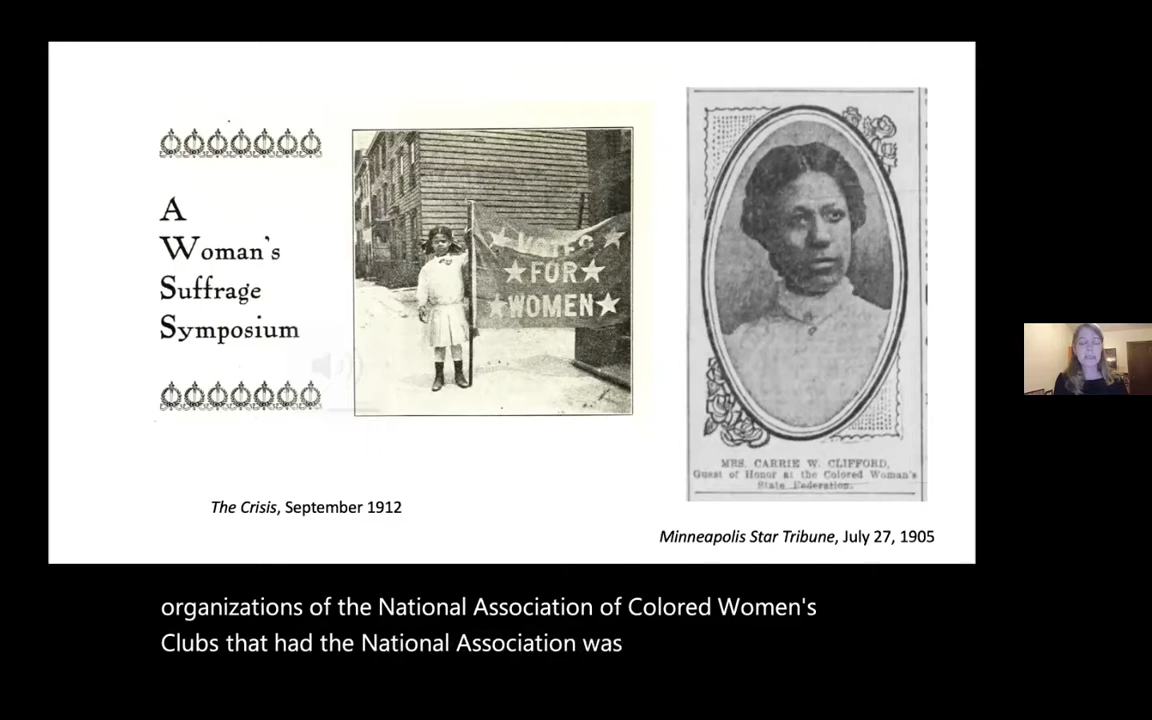 A
Woman's
Suffrage
Symposium
VOTES
FOR
WOMEN
MRS. CARRIE W. CLIFFORD,
Guest of Honor at the Colored Woman's
State Federation.
The Crisis, September 1912
Minneapolis Star Tribune, July 27, 1905
organizations of the National Association of Colored Women's
Clubs that had the National Association was